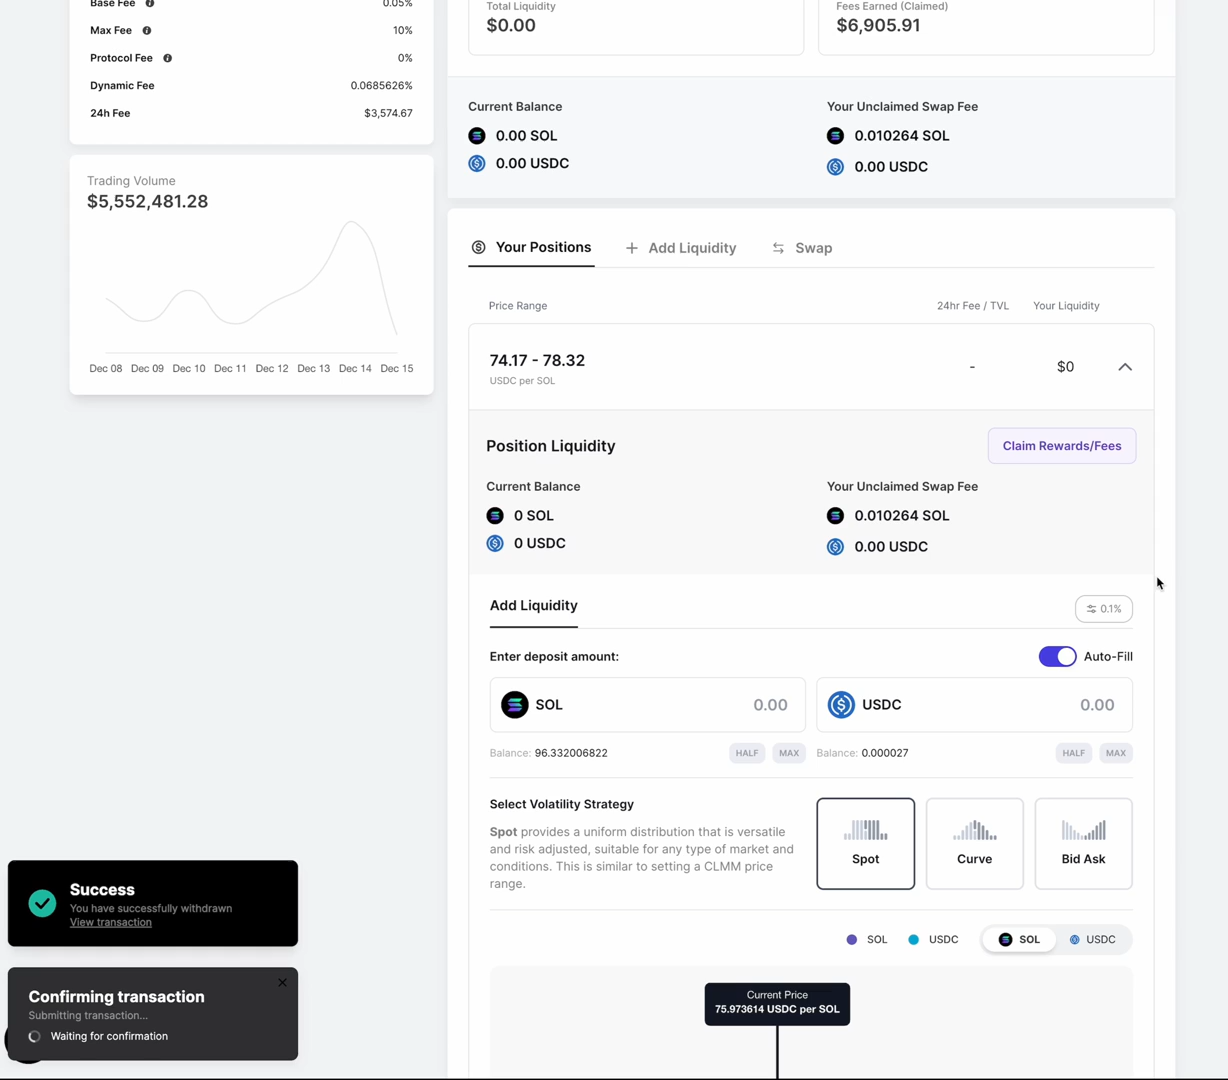 Base Fee 0.05%
Max Fee 10%
Protocol Fee 0%
Dynamic Fee 0.0685626%
24h Fee $3,574.67
Trading Volume
$5,552,481.28
Dec 08 Dec 09 Dec 10 Dec 11 Dec 12 Dec 13 Dec 14 Dec 15
Total Liquidity
$0.00
Fees Earned (Claimed)
$6,905.91
Current Balance
0.00 SOL
0.00 USDC
Your Unclaimed Swap Fee
0.010264 SOL
0.00 USDC
Your Positions Add Liquidity Swap
Price Range 24hr Fee / TVL Your Liquidity
74.17 - 78.32 - $0
USDC per SOL
Position Liquidity Claim Rewards/Fees
Current Balance
0 SOL
0 USDC
Your Unclaimed Swap Fee
0.010264 SOL
0.00 USDC
Add Liquidity 0.1%
Enter deposit amount: Auto-Fill
SOL 0.00 USDC 0.00
Balance: 96.332006822 HALF MAX Balance: 0.000027 HALF MAX
Select Volatility Strategy
Spot provides a uniform distribution that is versatile
and risk adjusted, suitable for any type of market and
conditions. This is similar to setting a CLMM price
range.
Spot Curve Bid Ask
SOL USDC SOL USDC
Current Price
75.973614 USDC per SOL
Success
You have successfully withdrawn
View transaction
Confirming transaction
Submitting transaction...
Waiting for confirmation